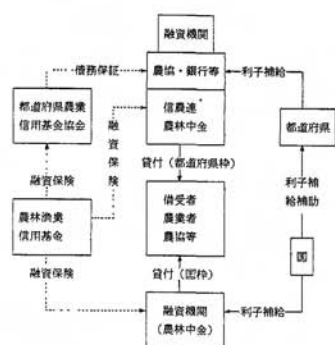 融資機関
債務保証
農協・銀行等
利子補給
都道府県農業
信用基金協会
融資保険
信農連*
農林中金
都道府県
貸付(都道府県枠)
融資保険
利子補給補助
農林漁業
信用基金
借受者
農業者
農協等
国
融資保険
貸付(国枠)
融資機関
(農林中金)
利子補給